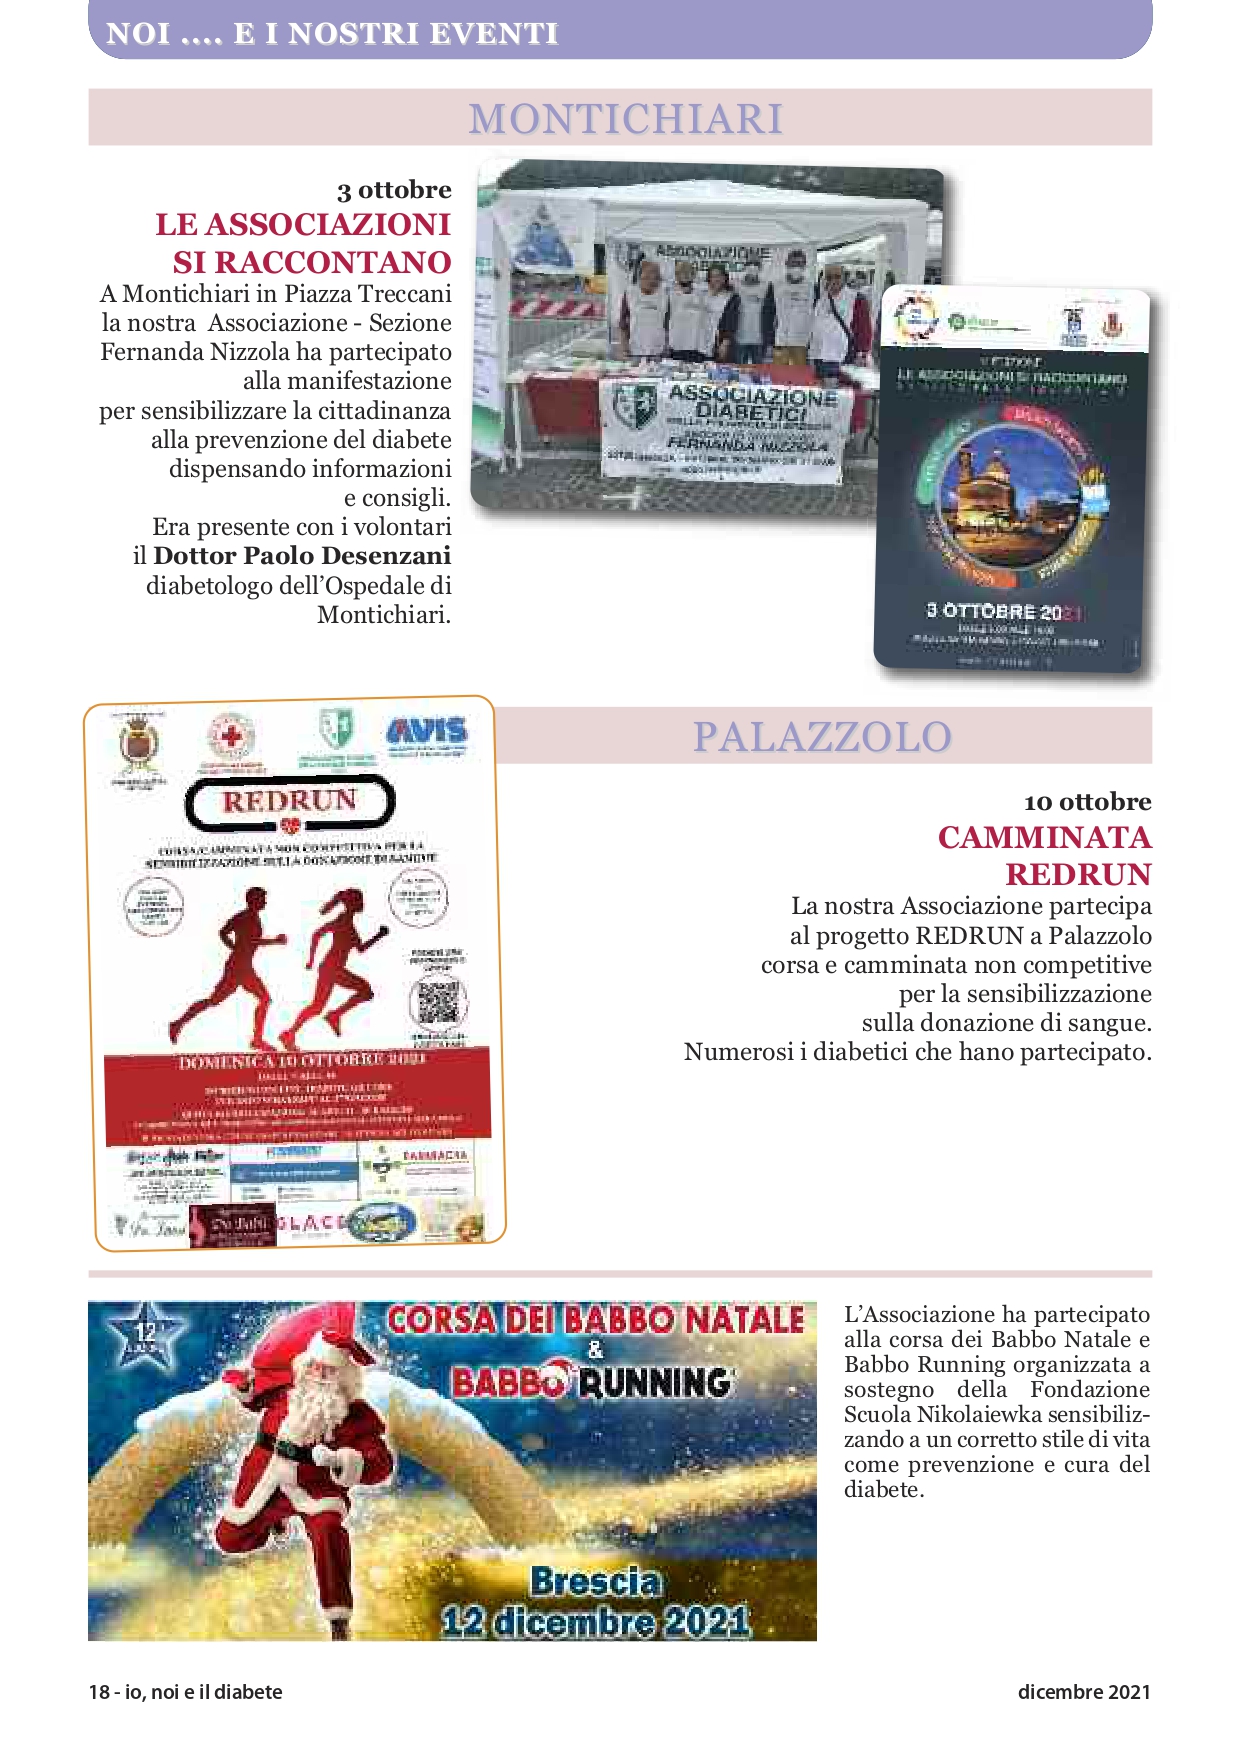 NOI .... E I NOSTRI EVENTI
MONTICHIARI
3 ottobre
LE ASSOCIAZIONI
SI RACCONTANO
A Montichiari in Piazza Treccani
la nostra Associazione - Sezione
Fernanda Nizzola ha partecipato
alla manifestazione
per sensibilizzare la cittadinanza
alla prevenzione del diabete
dispensando informazioni
e consigli.
Era presente con i volontari
il Dottor Paolo Desenzani
diabetologo dell'Ospedale di
Montichiari.
ASSOCIAZIONE
ASSOCIAZIONE
DIABETICI
FERNANDA NIZZOLA
LE ASSOCIAZIONI SI RACCONTANO
3 OTTOBRE 2021
PALAZZOLO
AVIS
REDRUN
CORSA/CAMMINATA NON COMPETITIVA PER LA
SENSIBILIZZAZIONE SULLA DONAZIONE DI SANGUE
DOMENICA 10 OTTOBRE 2021
10 ottobre
CAMMINATA
REDRUN
La nostra Associazione partecipa
al progetto REDRUN a Palazzolo
corsa e camminata non competitive
per la sensibilizzazione
sulla donazione di sangue.
Numerosi i diabetici che hano partecipato.
12
CORSA DEI BABBO NATALE
&
BABBO RUNNING
Brescia
12 dicembre 2021
L'Associazione ha partecipato
alla corsa dei Babbo Natale e
Babbo Running organizzata a
sostegno della Fondazione
Scuola Nikolaiewka sensibiliz-
zando a un corretto stile di vita
come prevenzione e cura del
diabete.
18 - io, noi e il diabete
dicembre 2021